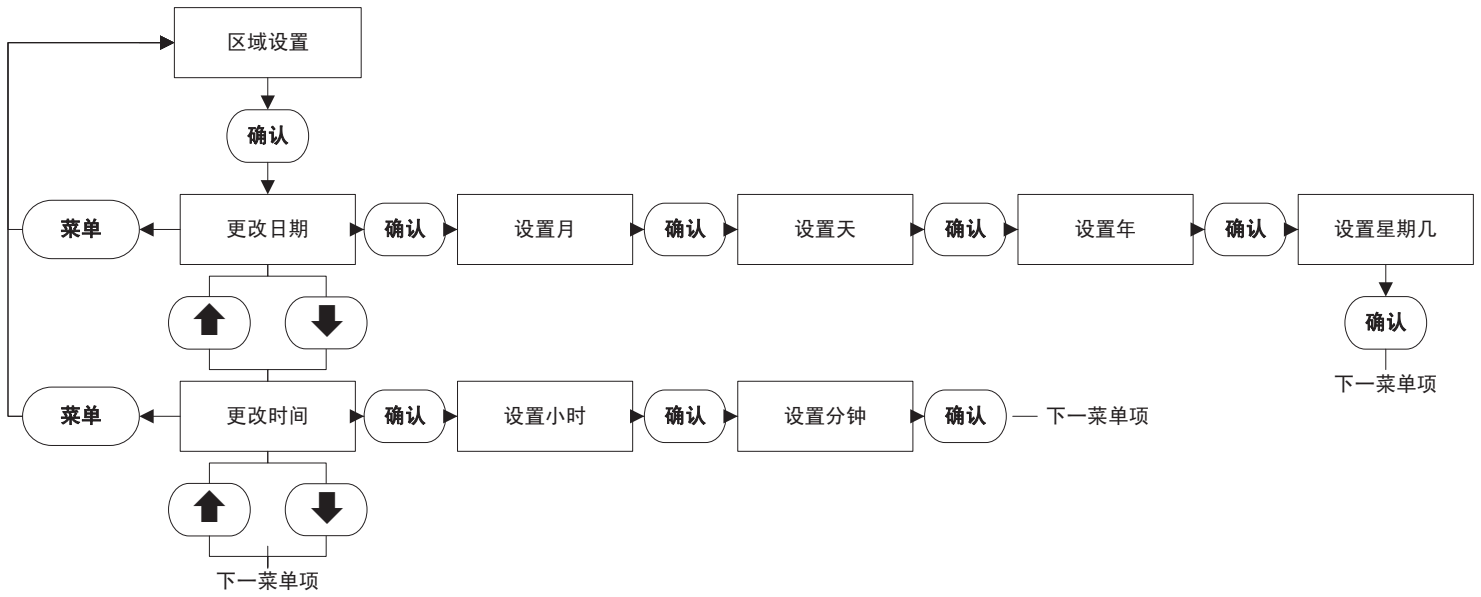 区域设置
确认
菜单
更改日期
确认
设置月
确认
设置天
确认
设置年
确认
设置星期几
确认
下一菜单项
菜单
更改时间
确认
设置小时
确认
设置分钟
确认
下一菜单项
下一菜单项